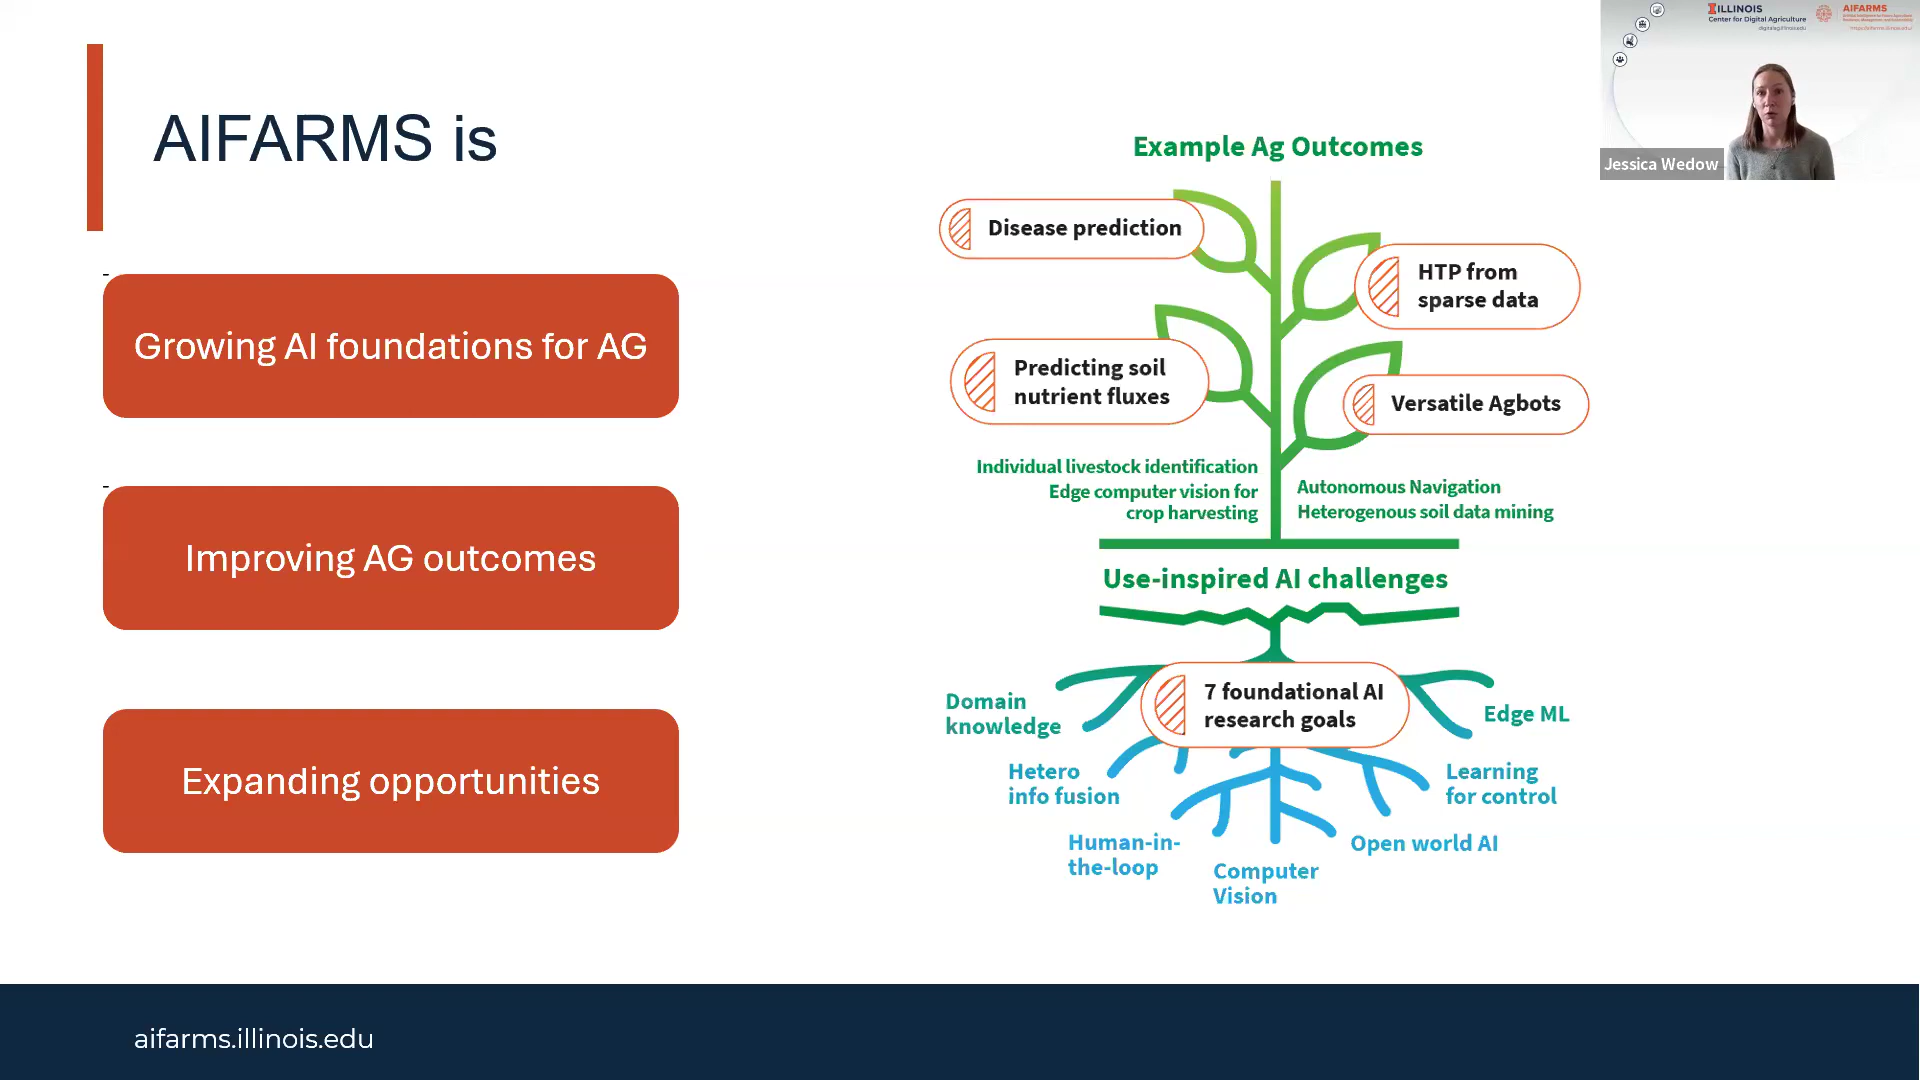 AIFARMS is
Growing AI foundations for AG
Improving AG outcomes
Expanding opportunities
Example Ag Outcomes
Disease prediction
HTP from
sparse data
Predicting soil
nutrient fluxes
Versatile Agbots
Individual livestock identification
Edge computer vision for
crop harvesting
Autonomous Navigation
Heterogenous soil data mining
Use-inspired AI challenges
7 foundational AI
research goals
Domain
knowledge
Edge ML
Hetero
info fusion
Learning
for control
Human-in-
the-loop
Computer
Vision
Open world AI
aifarms.illinois.edu
ILLINOIS
Center for Digital Agriculture
digitalag.illinois.edu
AIFARMS
Jessica Wedow